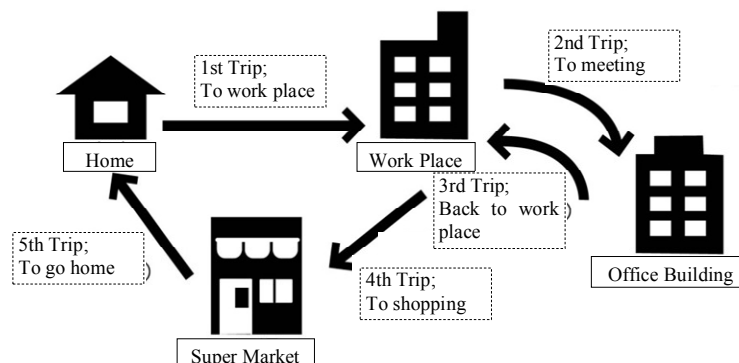 1st Trip;
To work place
2nd Trip;
To meeting
Home
Work Place
3rd Trip;
Back to work
place
5th Trip;
To go home
4th Trip;
To shopping
Office Building
Super Market